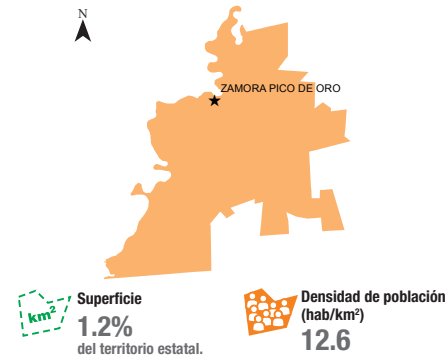 N
ZAMORA PICO DE ORO
km²
Superficie
1.2%
del territorio estatal.
Densidad de población
(hab/km²)
12.6